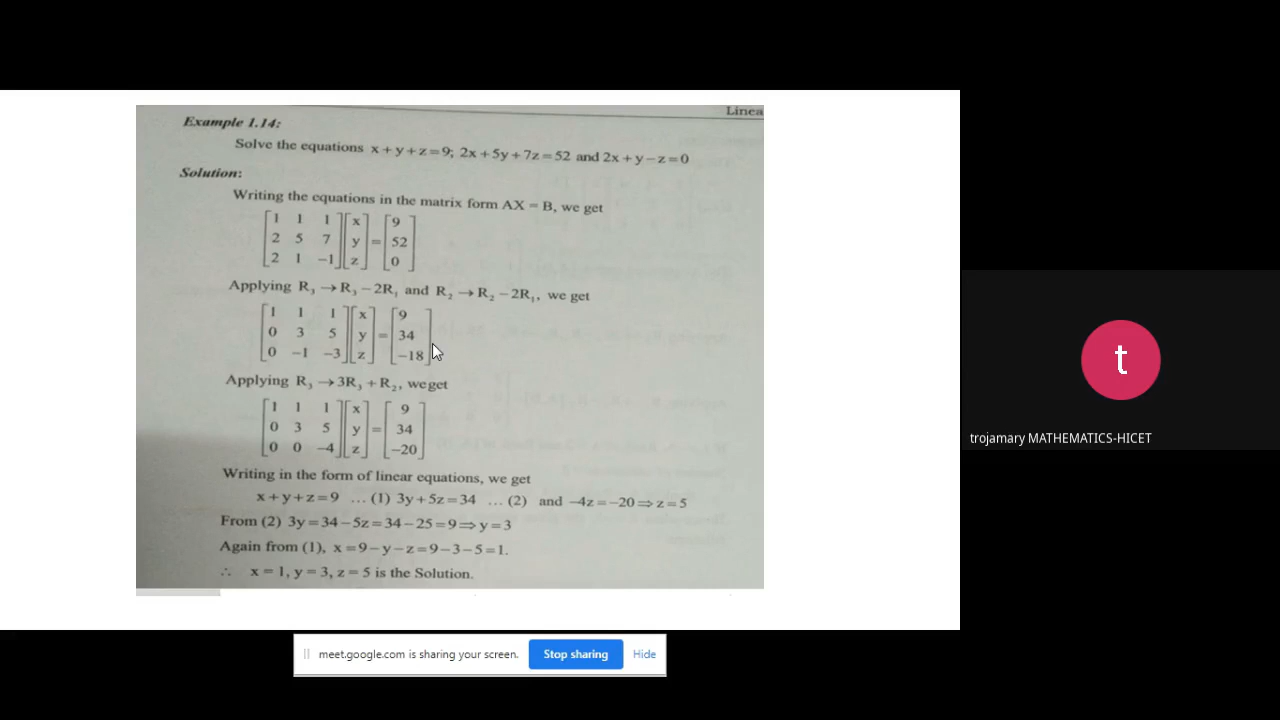 Linea
Example 1.14:
Solve the equations x + y + z = 9; 2x + 5y + 7z = 52 and 2x + y − z = 0
Solution:
Writing the equations in the matrix form AX = B, we get
[1 1 1] [x] [9]
[2 5 7] [y] = [52]
[2 1 −1] [z] [0]
Applying R₃ → R₃ − 2R₁ and R₂ → R₂ − 2R₁, we get
[1 1 1] [x] [9]
[0 3 5] [y] = [34]
[0 −1 −3] [z] [−18]
Applying R₃ → 3R₃ + R₂, we get
[1 1 1] [x] [9]
[0 3 5] [y] = [34]
[0 0 −4] [z] [−20]
Writing in the form of linear equations, we get
x + y + z = 9 ... (1) 3y + 5z = 34 ... (2) and −4z = −20 ⇒ z = 5
From (2) 3y = 34 − 5z = 34 − 25 = 9 ⇒ y = 3
Again from (1), x = 9 − y − z = 9 − 3 − 5 = 1.
∴ x = 1, y = 3, z = 5 is the Solution.
t
trojamary MATHEMATICS-HICET
meet.google.com is sharing your screen.
Stop sharing
Hide